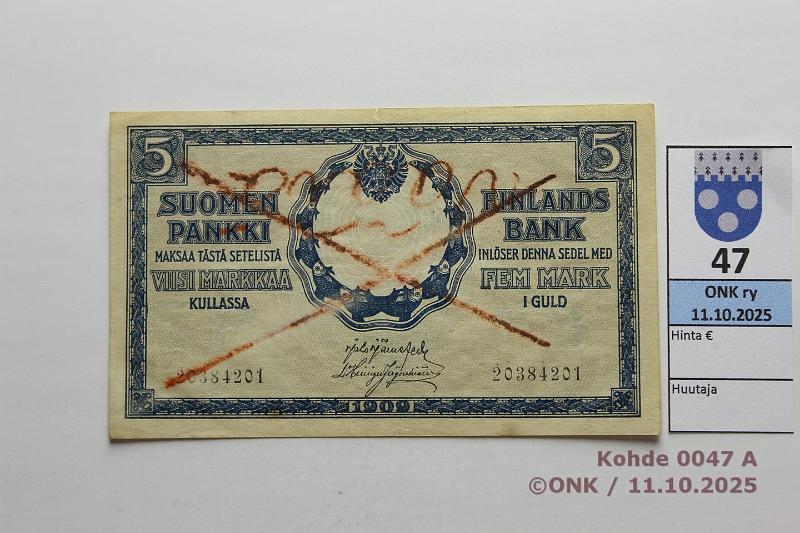 5
5
SUOMEN
PANKKI
MAKSAA TÄSTÄ SETELISTÄ
VIISI MARKKAA
KULLASSA
FINLANDS
BANK
INLÖSER DENNA SEDEL MED
FEM MARK
I GULD
20384201
20384201
1909
47
ONK ry
11.10.2025
Hinta €
Huutaja
Kohde 0047 A
©ONK / 11.10.2025